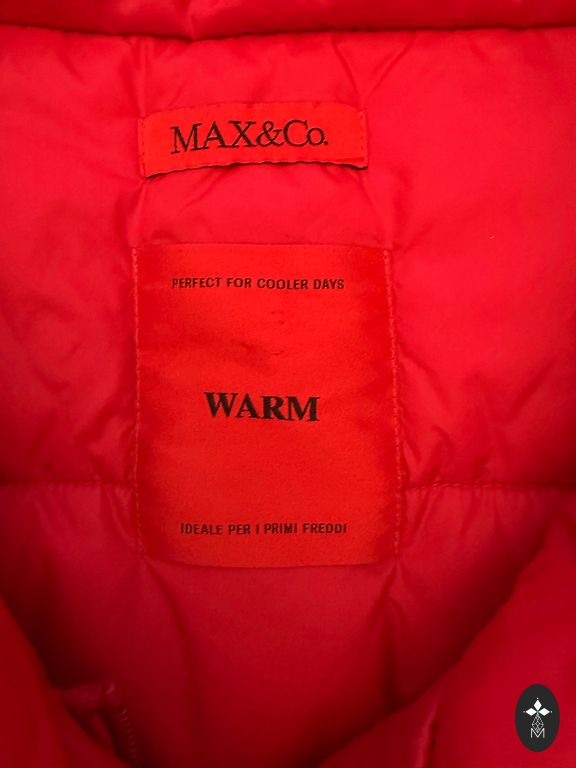 MAX&Co.
PERFECT FOR COOLER DAYS
WARM
IDEALE PER I PRIMI FREDDI
M